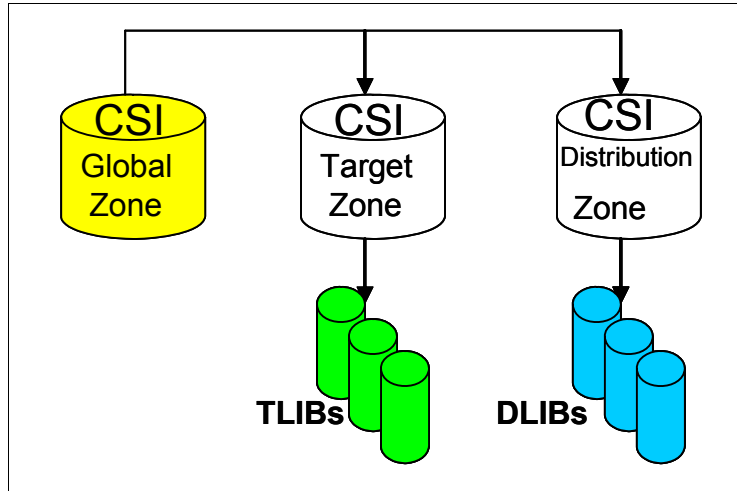 CSI
Global
Zone
CSI
Target
Zone
CSI
Distribution
Zone
TLIBs
DLIBs